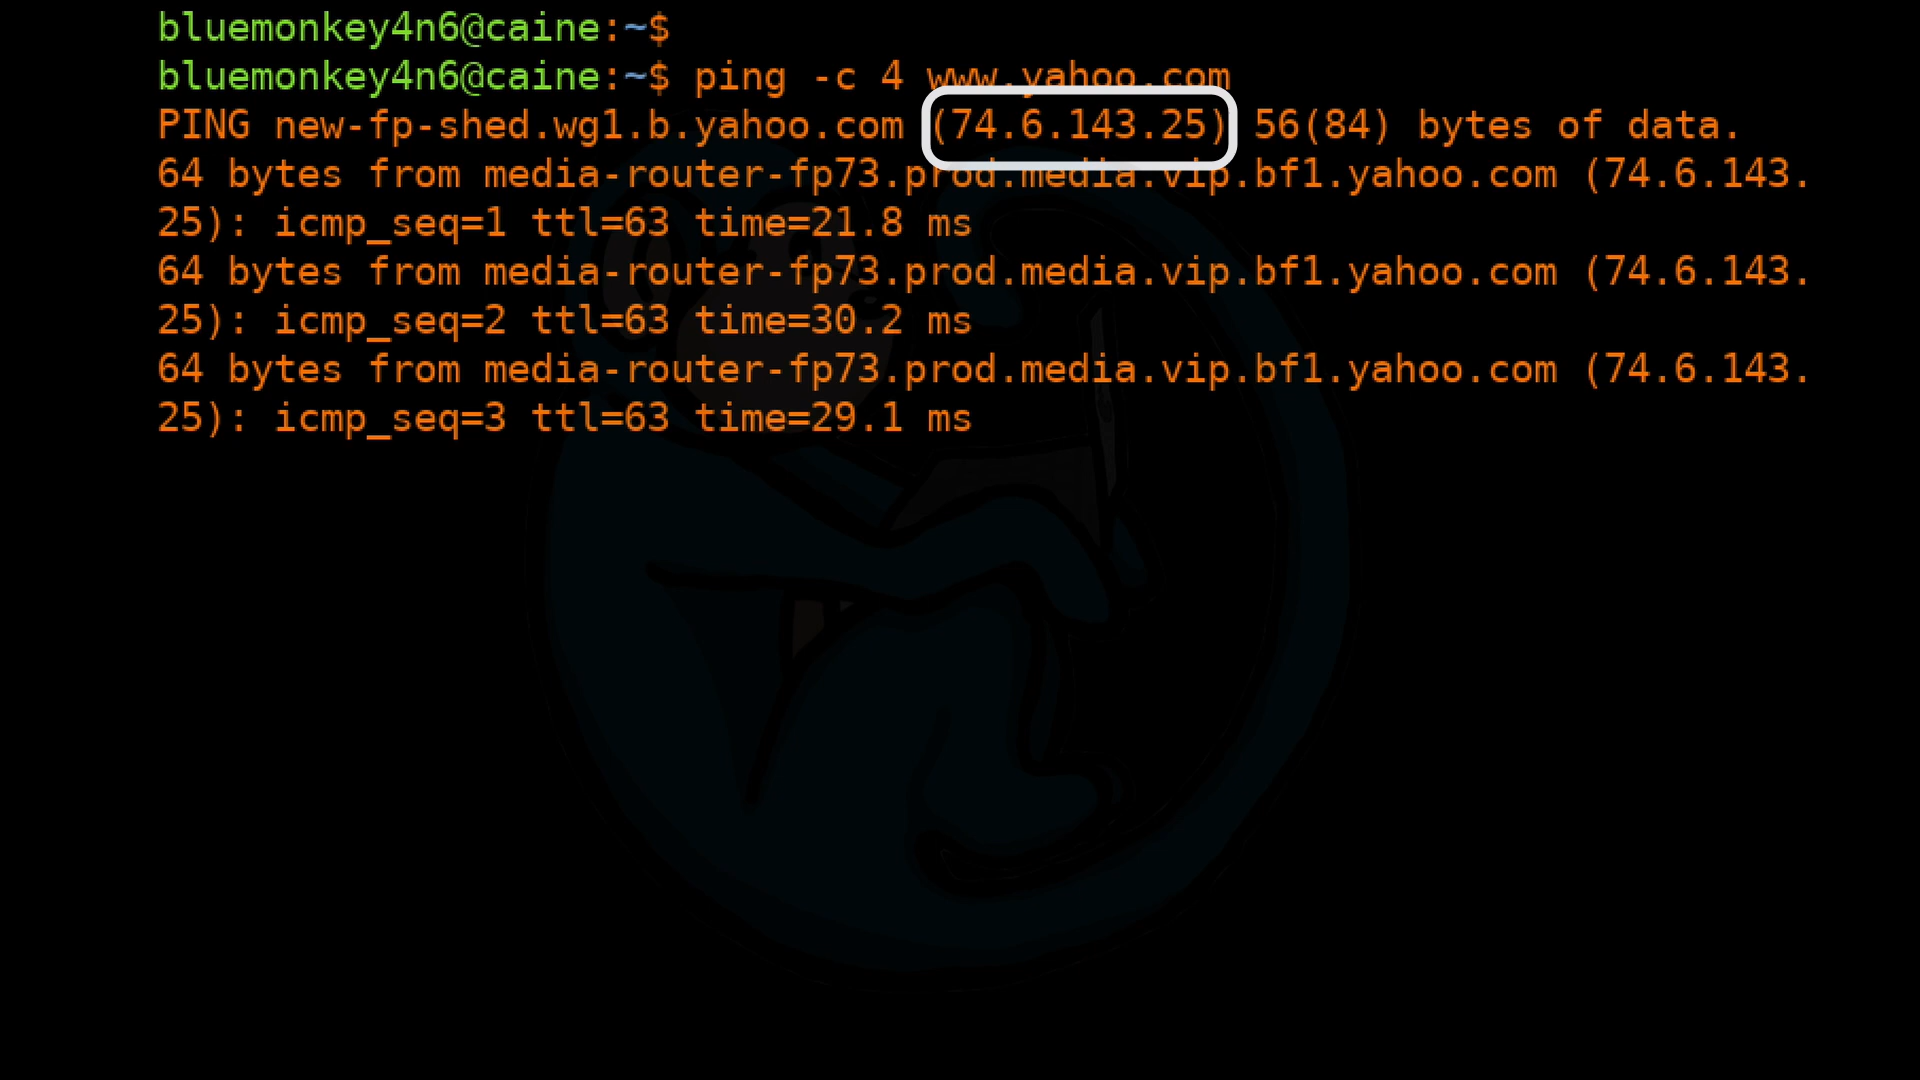 bluemonkey4n6@caine:~$
bluemonkey4n6@caine:~$ ping -c 4 www.yahoo.com
PING new-fp-shed.wg1.b.yahoo.com (74.6.143.25) 56(84) bytes of data.
64 bytes from media-router-fp73.prod.media.vip.bf1.yahoo.com (74.6.143.
25): icmp_seq=1 ttl=63 time=21.8 ms
64 bytes from media-router-fp73.prod.media.vip.bf1.yahoo.com (74.6.143.
25): icmp_seq=2 ttl=63 time=30.2 ms
64 bytes from media-router-fp73.prod.media.vip.bf1.yahoo.com (74.6.143.
25): icmp_seq=3 ttl=63 time=29.1 ms